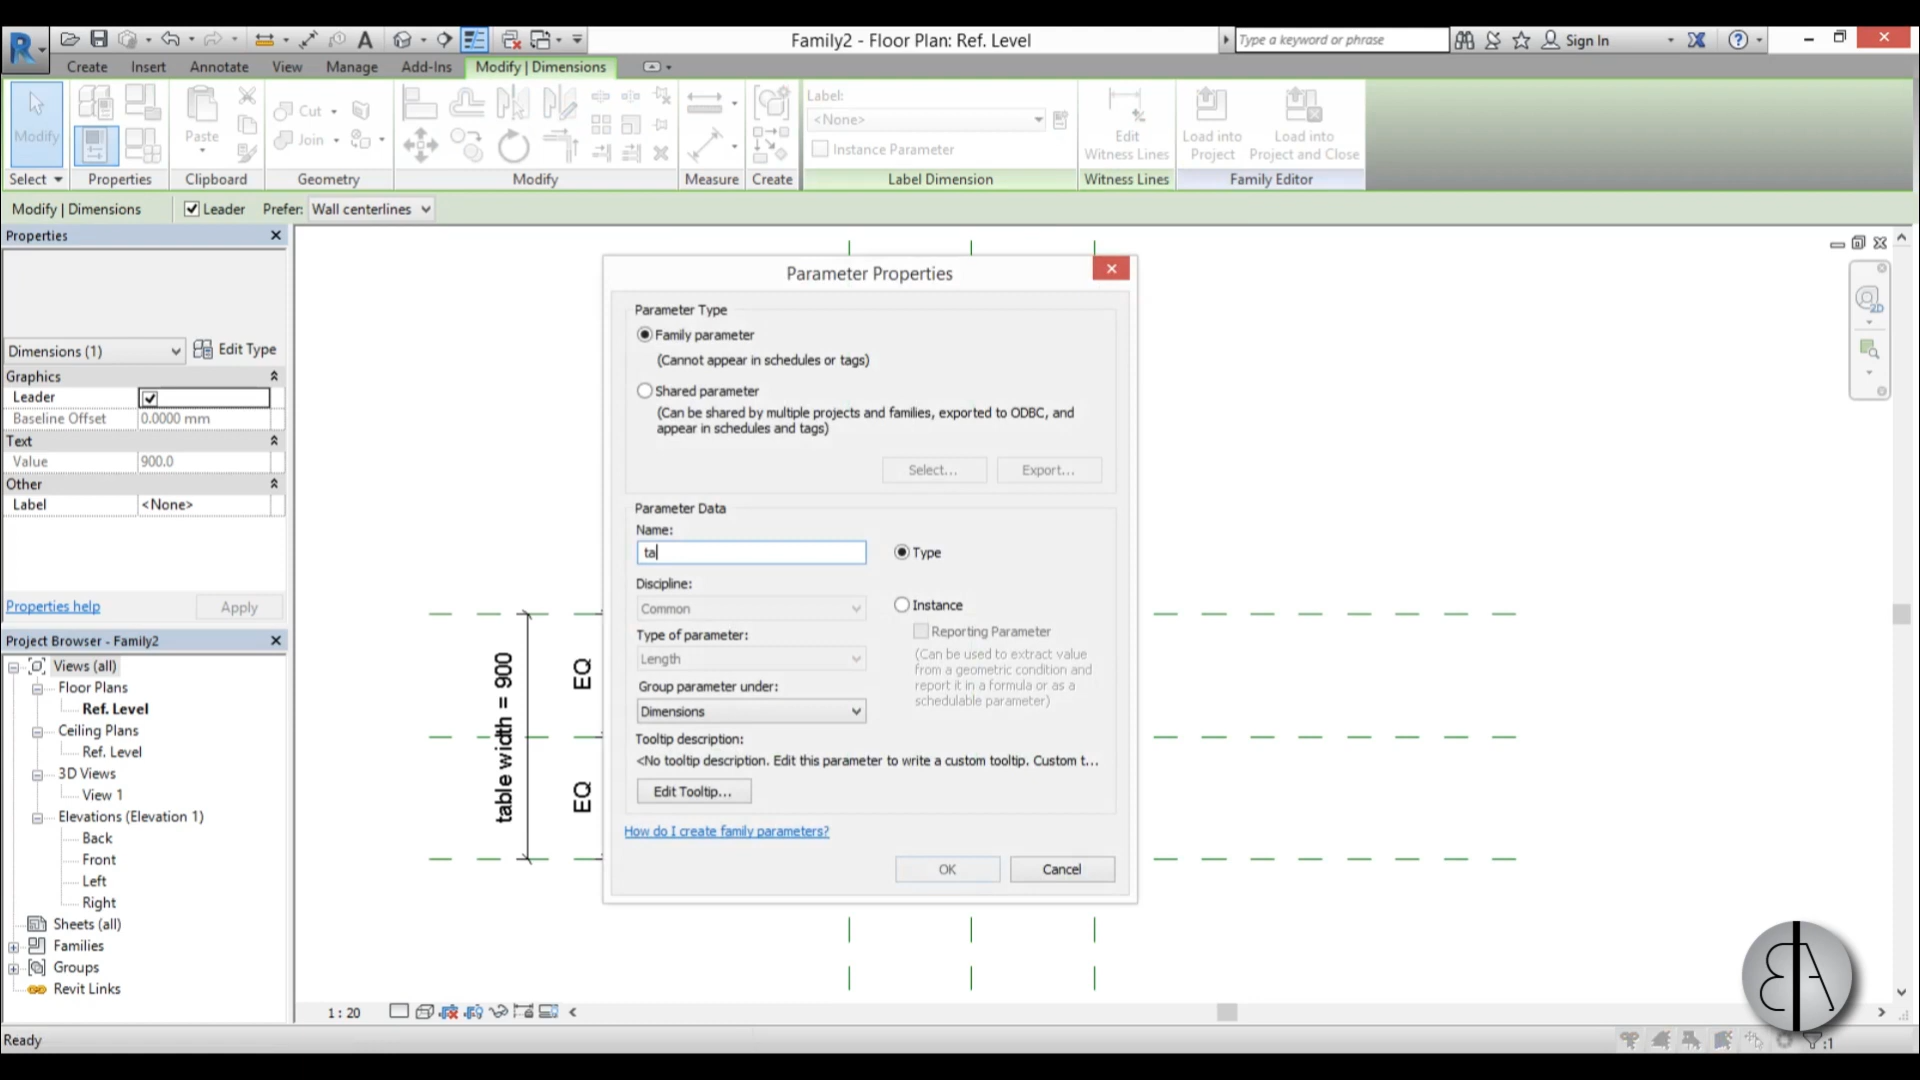 Family2 - Floor Plan: Ref. Level
Type a keyword or phrase
Sign In
Create
Insert
Annotate
View
Manage
Add-Ins
Modify | Dimensions
Modify
Paste
Cut
Join
Label:
<None>
Instance Parameter
Edit
Witness Lines
Load into
Project
Load into
Project and Close
Select
Properties
Clipboard
Geometry
Modify
Measure
Create
Label Dimension
Witness Lines
Family Editor
Modify | Dimensions
Leader
Prefer:
Wall centerlines
Properties
Dimensions (1)
Edit Type
Graphics
Leader
Baseline Offset
0.0000 mm
Text
Value
900.0
Other
Label
<None>
Properties help
Apply
Project Browser - Family2
Views (all)
Floor Plans
Ref. Level
Ceiling Plans
Ref. Level
3D Views
View 1
Elevations (Elevation 1)
Back
Front
Left
Right
Sheets (all)
Families
Groups
Revit Links
table width = 900
EQ
EQ
Parameter Properties
Parameter Type
Family parameter
(Cannot appear in schedules or tags)
Shared parameter
(Can be shared by multiple projects and families, exported to ODBC, and
appear in schedules and tags)
Select...
Export...
Parameter Data
Name:
ta
Type
Discipline:
Common
Instance
Type of parameter:
Reporting Parameter
Length
(Can be used to extract value
from a geometric condition and
report it in a formula or as a
schedulable parameter)
Group parameter under:
Dimensions
Tooltip description:
<No tooltip description. Edit this parameter to write a custom tooltip. Custom t...
Edit Tooltip...
How do I create family parameters?
OK
Cancel
2D
1 : 20
Ready
:1